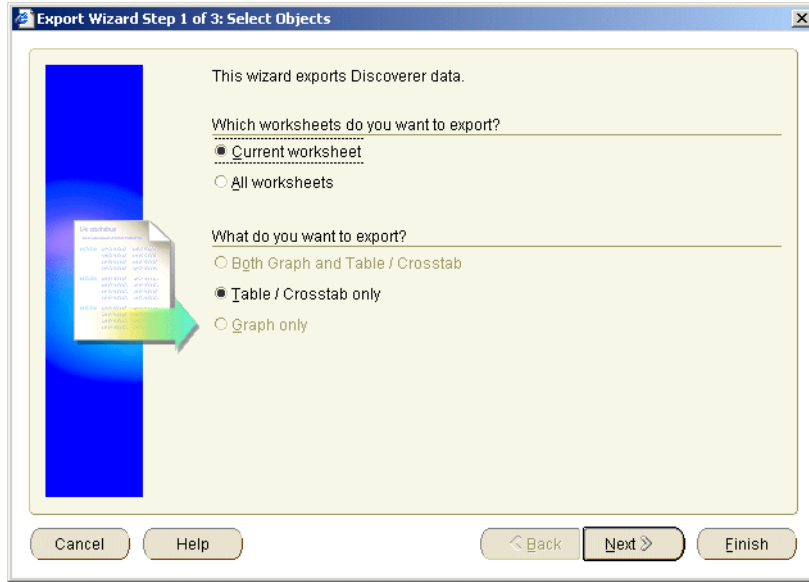 Export Wizard Step 1 of 3: Select Objects
This wizard exports Discoverer data.
Which worksheets do you want to export?
Current worksheet
All worksheets
What do you want to export?
Both Graph and Table / Crosstab
Table / Crosstab only
Graph only
Cancel Help Back Next Finish